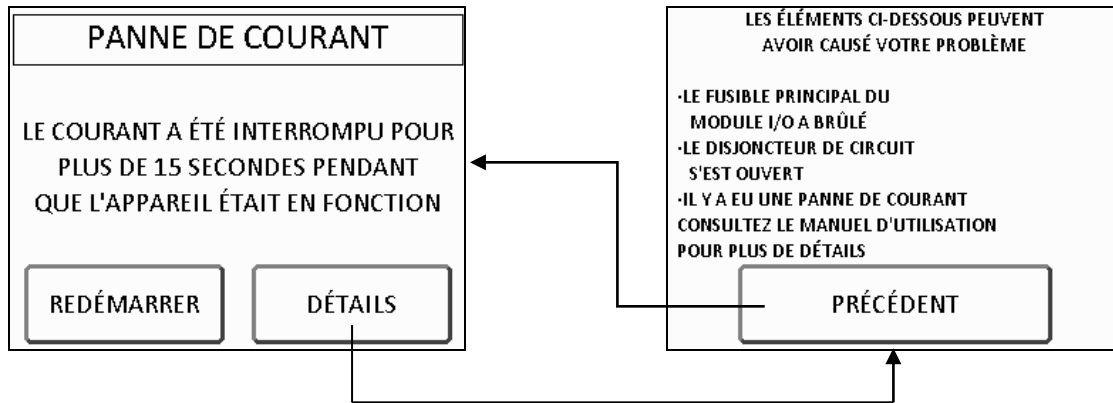 PANNE DE COURANT
LE COURANT A ÉTÉ INTERROMPU POUR
PLUS DE 15 SECONDES PENDANT
QUE L'APPAREIL ÉTAIT EN FONCTION
REDÉMARRER
DÉTAILS
LES ÉLÉMENTS CI-DESSOUS PEUVENT
AVOIR CAUSÉ VOTRE PROBLÈME
·LE FUSIBLE PRINCIPAL DU
MODULE I/O A BRÛLÉ
·LE DISJONCTEUR DE CIRCUIT
S'EST OUVERT
·IL Y A EU UNE PANNE DE COURANT
CONSULTEZ LE MANUEL D'UTILISATION
POUR PLUS DE DÉTAILS
PRÉCÉDENT